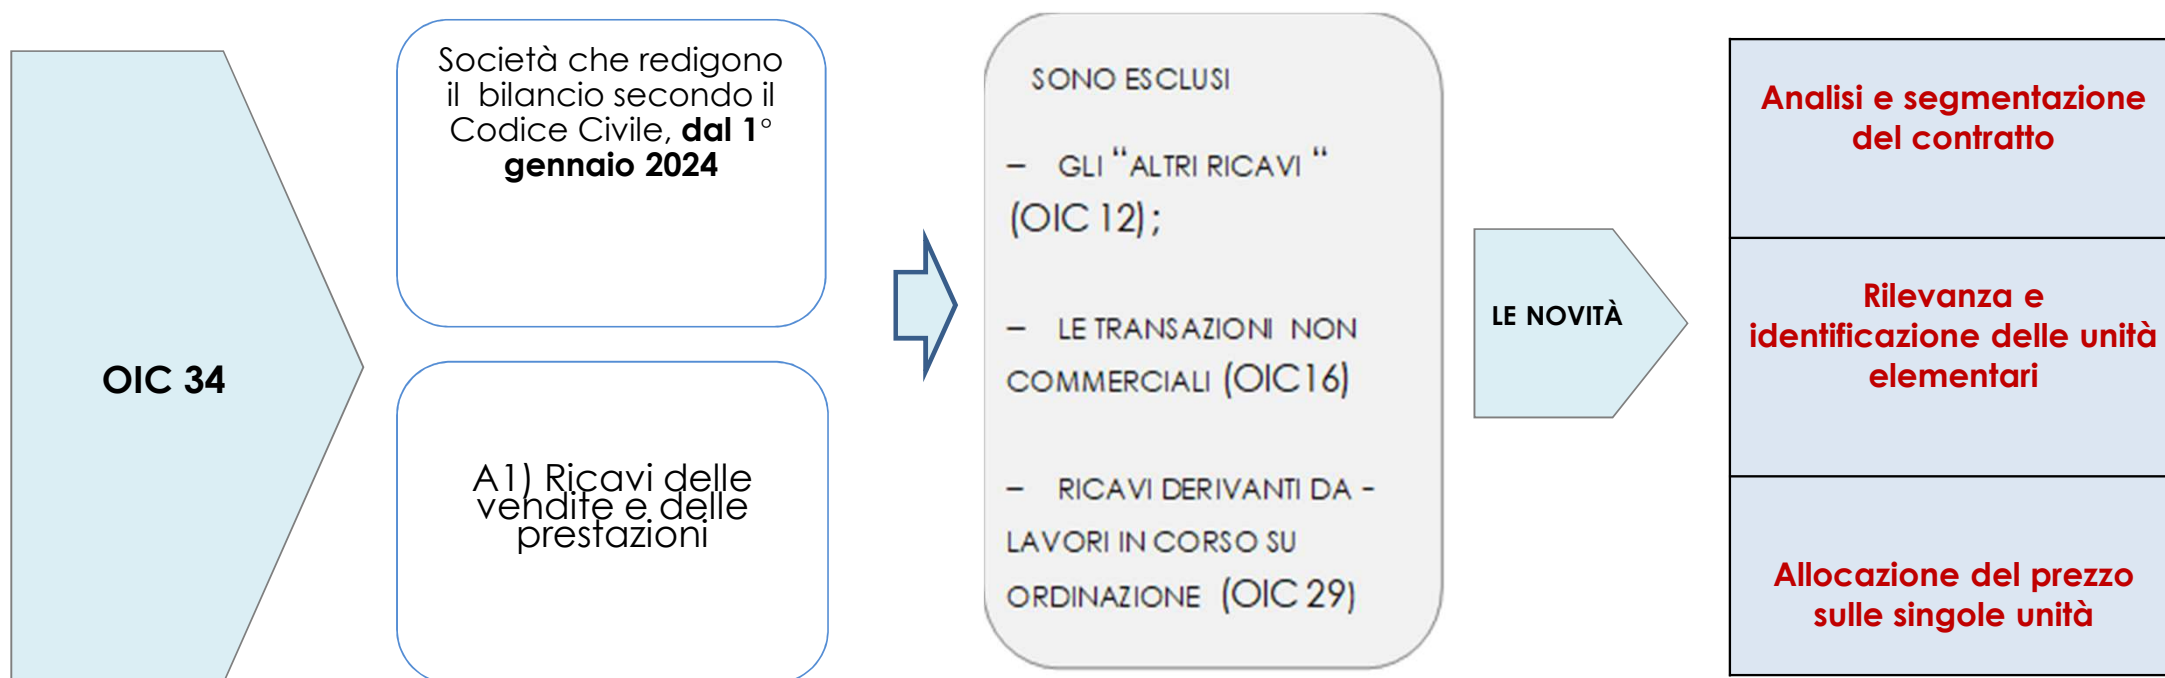 OIC 34
Società che redigono
il bilancio secondo il
Codice Civile, dal 1°
gennaio 2024
A1) Ricavi delle
vendite e delle
prestazioni
SONO ESCLUSI
– GLI “ALTRI RICAVI “
(OIC 12) ;
– LE TRANSAZIONI NON
COMMERCIALI (OIC16)
– RICAVI DERIVANTI DA -
LAVORI IN CORSO SU
ORDINAZIONE (OIC 29)
LE NOVITÀ
Analisi e segmentazione
del contratto
Rilevanza e
identificazione delle unità
elementari
Allocazione del prezzo
sulle singole unità